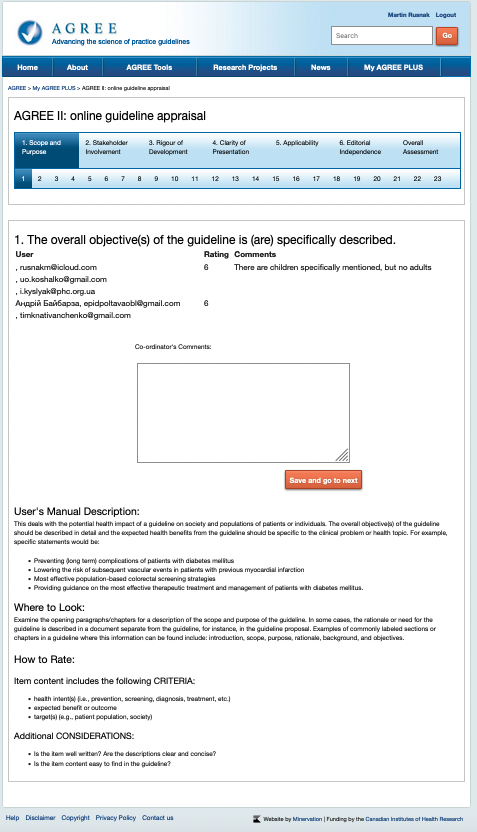 Martin Rusnak Logout
AGREE
Advancing the science of practice guidelines
Search
Go
Home About AGREE Tools Research Projects News My AGREE PLUS
AGREE > My AGREE PLUS > AGREE II: online guideline appraisal
AGREE II: online guideline appraisal
1. Scope and Purpose
2. Stakeholder Involvement
3. Rigour of Development
4. Clarity of Presentation
5. Applicability
6. Editorial Independence
Overall Assessment
1 2 3 4 5 6 7 8 9 10 11 12 13 14 15 16 17 18 19 20 21 22 23
1. The overall objective(s) of the guideline is (are) specifically described.
User Rating Comments
, rusnakm@icloud.com 6 There are children specifically mentioned, but no adults
, uo.koshalko@gmail.com
, i.kyslyak@phc.org.ua
Андрій Байбарза, epidpoltavaobl@gmail.com 6
, timknativanchenko@gmail.com
Co-ordinator's Comments:
Save and go to next
User's Manual Description:
This deals with the potential health impact of a guideline on society and populations of patients or individuals. The overall objective(s) of the guideline
should be described in detail and the expected health benefits from the guideline should be specific to the clinical problem or health topic. For example,
specific statements would be:
• Preventing (long term) complications of patients with diabetes mellitus
• Lowering the risk of subsequent vascular events in patients with previous myocardial infarction
• Most effective population-based colorectal screening strategies
• Providing guidance on the most effective therapeutic treatment and management of patients with diabetes mellitus.
Where to Look:
Examine the opening paragraphs/chapters for a description of the scope and purpose of the guideline. In some cases, the rationale or need for the
guideline is described in a document separate from the guideline, for instance, in the guideline proposal. Examples of commonly labeled sections or
chapters in a guideline where this information can be found include: introduction, scope, purpose, rationale, background, and objectives.
How to Rate:
Item content includes the following CRITERIA:
• health intent(s) (i.e., prevention, screening, diagnosis, treatment, etc.)
• expected benefit or outcome
• target(s) (e.g., patient population, society)
Additional CONSIDERATIONS:
• Is the item well written? Are the descriptions clear and concise?
• Is the item content easy to find in the guideline?
Help Disclaimer Copyright Privacy Policy Contact us
Website by Minervation | Funding by the Canadian Institutes of Health Research